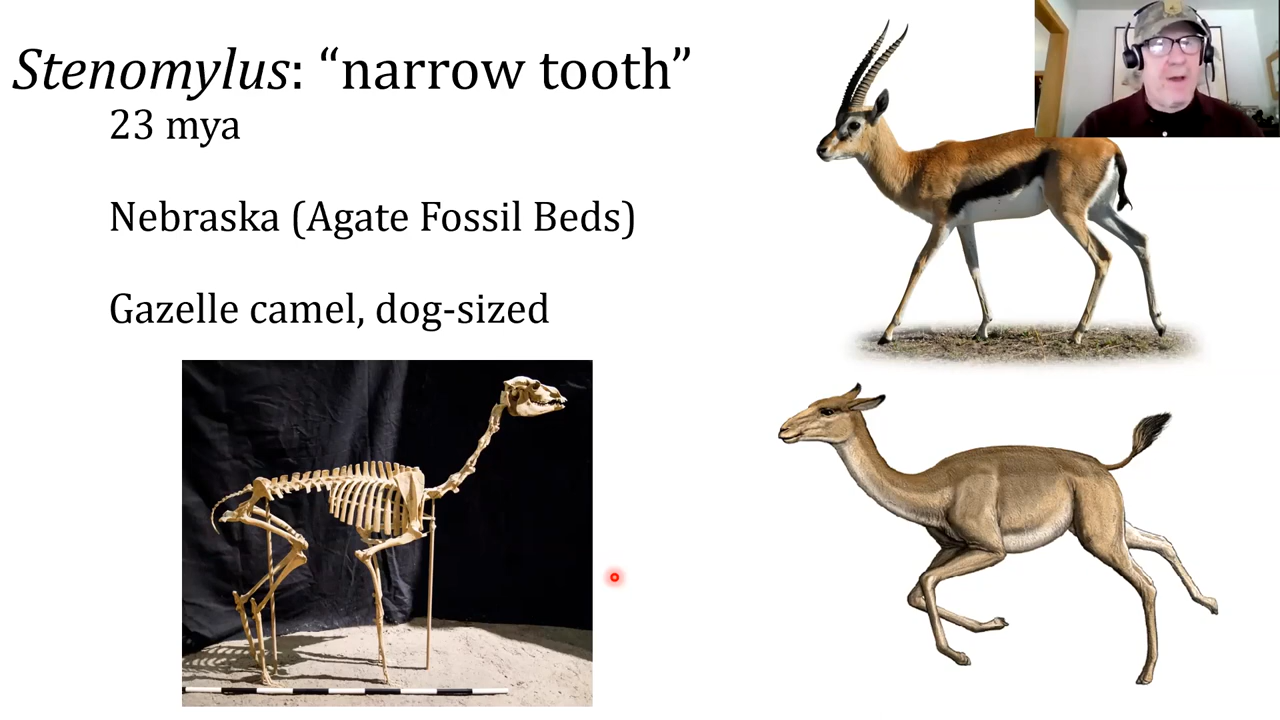 Stenomylus: “narrow tooth”
23 mya
Nebraska (Agate Fossil Beds)
Gazelle camel, dog-sized